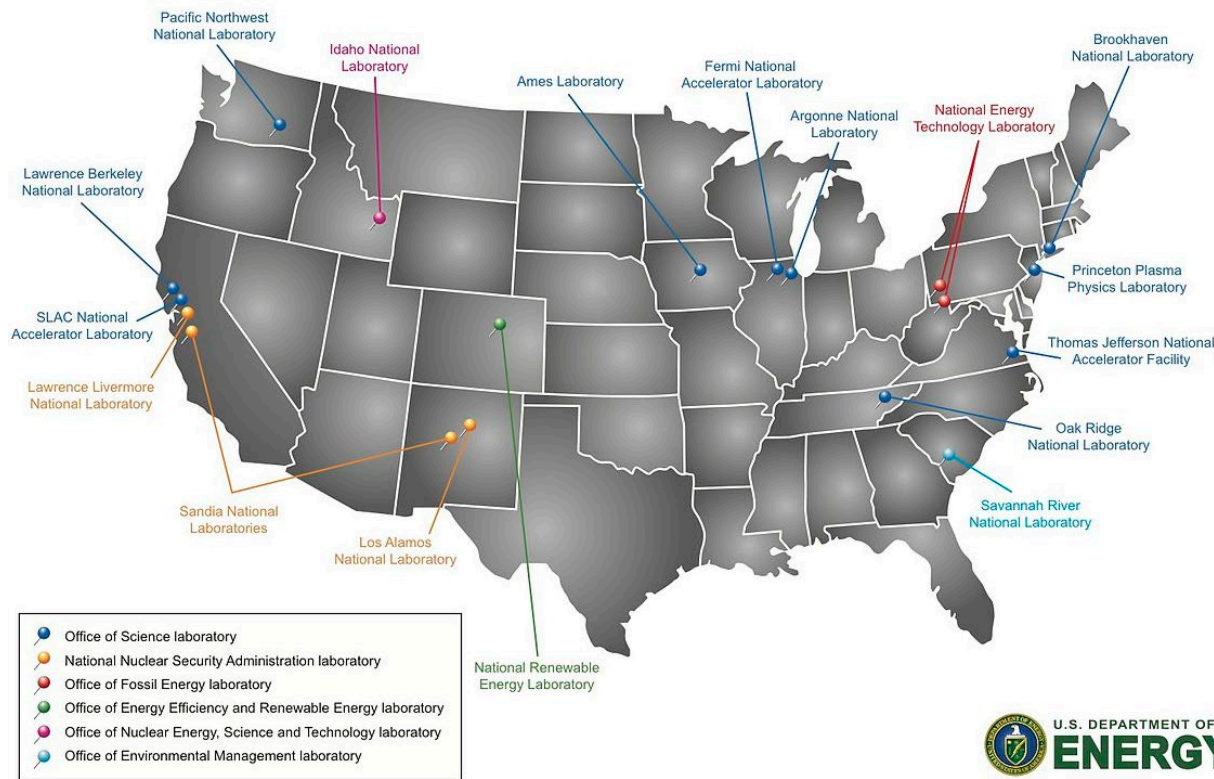 Pacific Northwest
National Laboratory
Idaho National
Laboratory
Ames Laboratory
Fermi National
Accelerator Laboratory
Argonne National
Laboratory
National Energy
Technology Laboratory
Brookhaven
National Laboratory
Lawrence Berkeley
National Laboratory
SLAC National
Accelerator Laboratory
Lawrence Livermore
National Laboratory
Sandia National
Laboratories
Los Alamos
National Laboratory
National Renewable
Energy Laboratory
Princeton Plasma
Physics Laboratory
Thomas Jefferson National
Accelerator Facility
Oak Ridge
National Laboratory
Savannah River
National Laboratory
Office of Science laboratory
National Nuclear Security Administration laboratory
Office of Fossil Energy laboratory
Office of Energy Efficiency and Renewable Energy laboratory
Office of Nuclear Energy, Science and Technology laboratory
Office of Environmental Management laboratory
U.S. DEPARTMENT OF
ENERGY